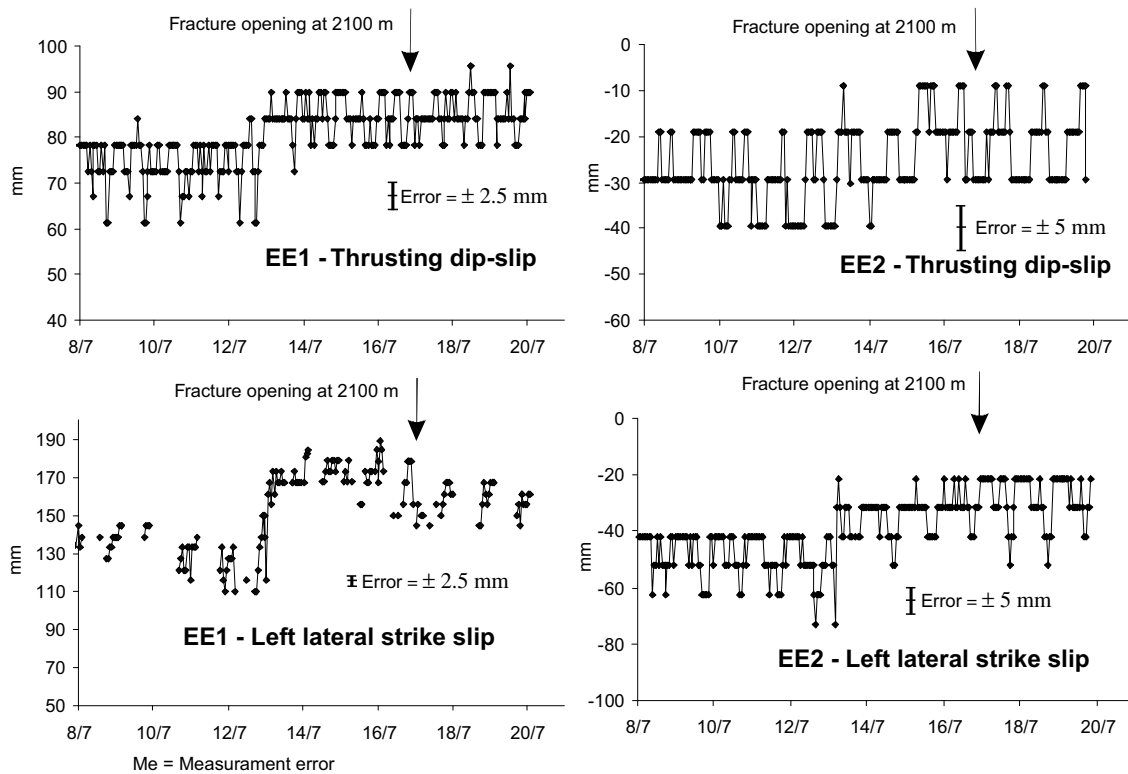 Fracture opening at 2100 m
100
90
80
70
60
50
40
mm
Error = ± 2.5 mm
EE1 - Thrusting dip-slip
8/7 10/7 12/7 14/7 16/7 18/7 20/7
Fracture opening at 2100 m
0
-10
-20
-30
-40
-50
-60
mm
Error = ± 5 mm
EE2 - Thrusting dip-slip
8/7 10/7 12/7 14/7 16/7 18/7 20/7
Fracture opening at 2100 m
190
170
150
130
110
90
70
50
mm
Error = ± 2.5 mm
EE1 - Left lateral strike slip
8/7 10/7 12/7 14/7 16/7 18/7 20/7
Me = Measurament error
Fracture opening at 2100 m
0
-20
-40
-60
-80
-100
mm
Error = ± 5 mm
EE2 - Left lateral strike slip
8/7 10/7 12/7 14/7 16/7 18/7 20/7